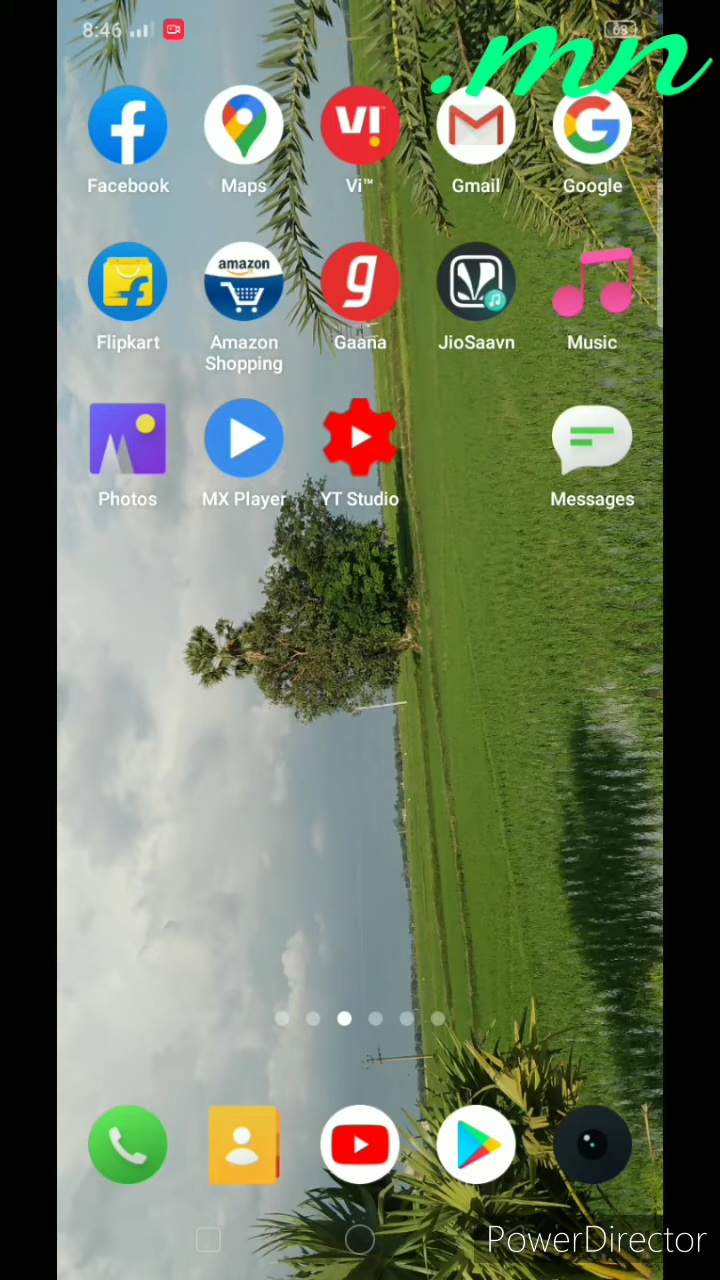 8:46
69
.mn
Facebook Maps Vi™ Gmail Google
amazon
Flipkart Amazon Shopping Gaana JioSaavn Music
Photos MX Player YT Studio Messages
PowerDirector